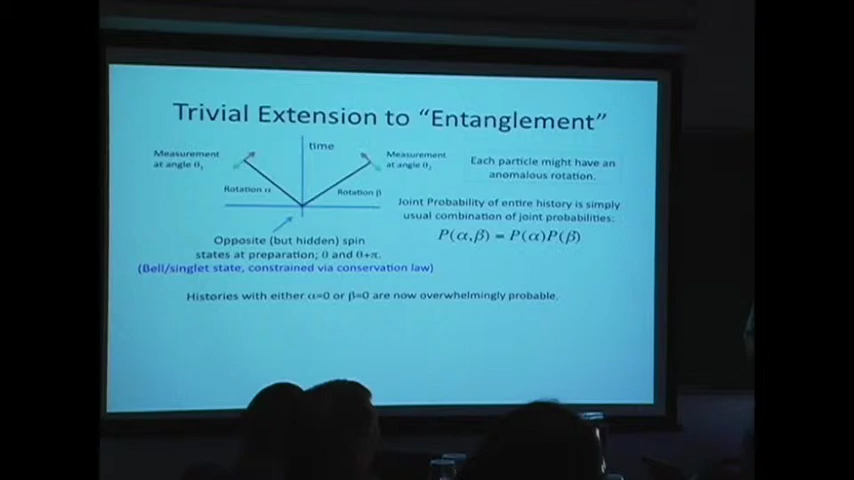 Trivial Extension to “Entanglement”
time
Measurement
at angle θ₁
Measurement
at angle θ₂
Rotation α
Rotation β
Each particle might have an
anomalous rotation.
Joint Probability of entire history is simply
usual combination of joint probabilities:
P(α,β) = P(α)P(β)
Opposite (but hidden) spin
states at preparation; θ and θ+π.
(Bell/singlet state, constrained via conservation law)
Histories with either α=0 or β=0 are now overwhelmingly probable.